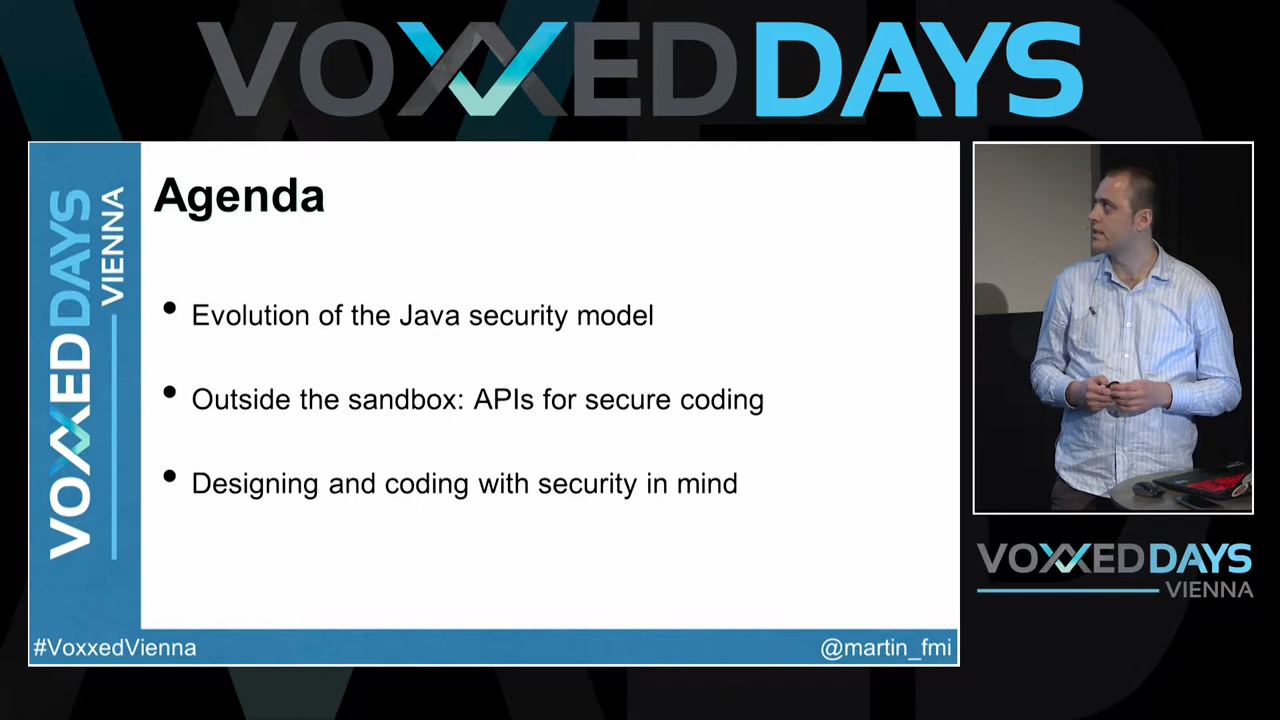 VOXXED DAYS
VOXXED DAYS
VIENNA
Agenda
• Evolution of the Java security model
• Outside the sandbox: APIs for secure coding
• Designing and coding with security in mind
#VoxxedVienna
@martin_fmi
VOXXED DAYS
VIENNA